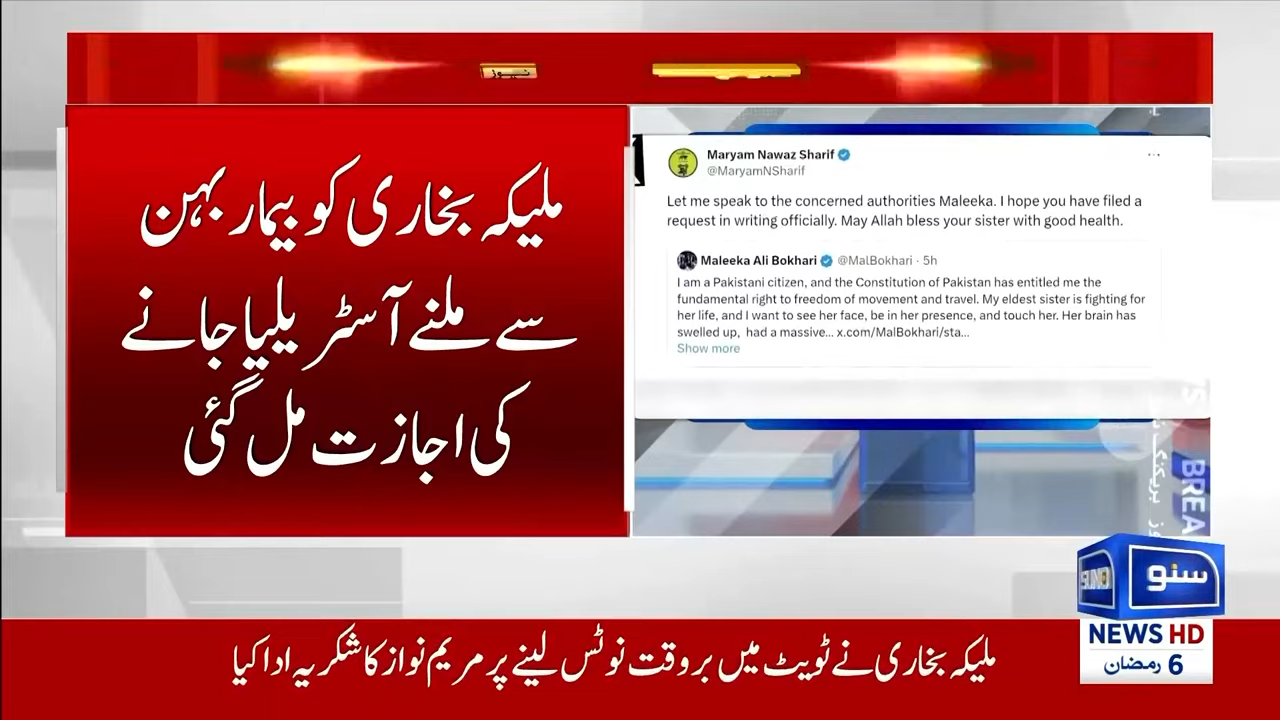 نیوز
ملیکہ بخاری کو بیمار بہن
سے ملنے آسٹریلیا جانے
کی اجازت مل گئی
Maryam Nawaz Sharif
@MaryamNSharif
Let me speak to the concerned authorities Maleeka. I hope you have filed a
request in writing officially. May Allah bless your sister with good health.
Maleeka Ali Bokhari @MalBokhari · 5h
I am a Pakistani citizen, and the Constitution of Pakistan has entitled me the
fundamental right to freedom of movement and travel. My eldest sister is fighting for
her life, and I want to see her face, be in her presence, and touch her. Her brain has
swelled up, had a massive... x.com/MalBokhari/sta...
Show more
BREA
بریکنگ
SUNO
سنو
NEWS HD
6 رمضان
ملیکہ بخاری نے ٹویٹ میں بروقت نوٹس لینے پر مریم نواز کا شکریہ ادا کیا